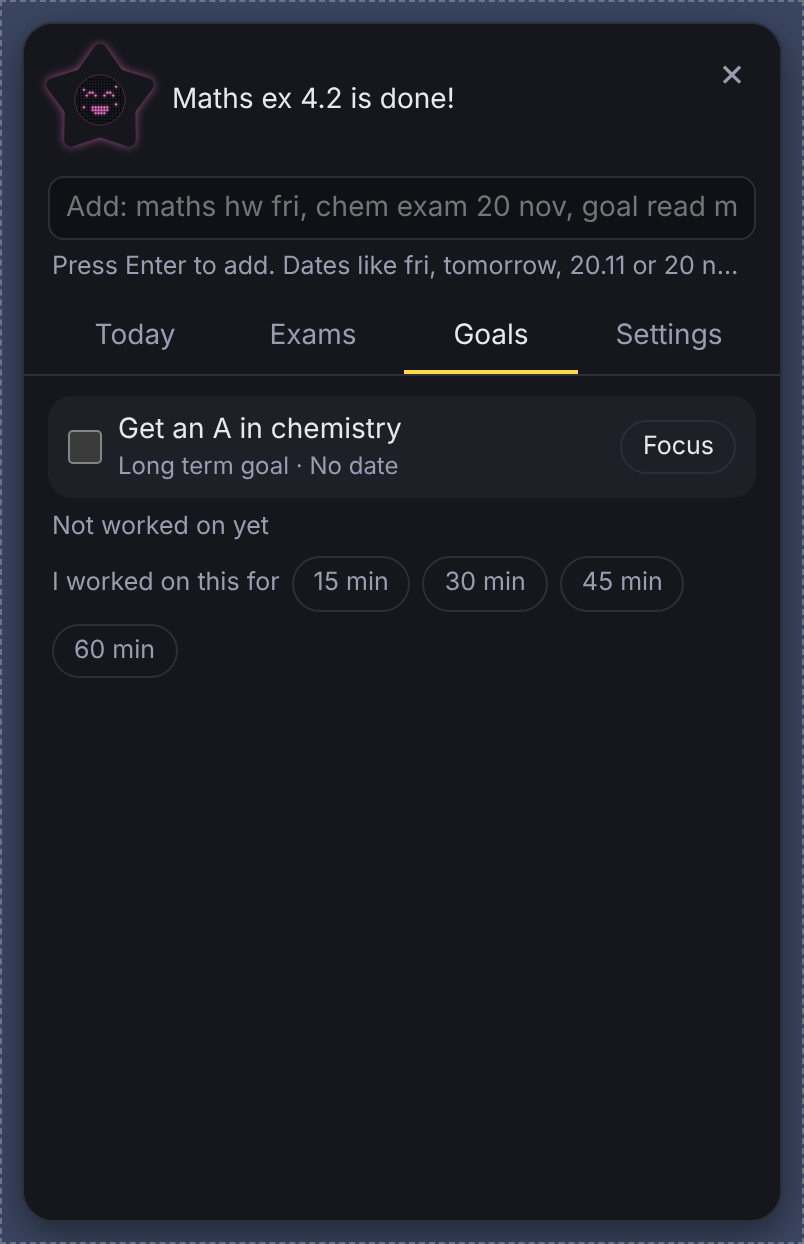 Maths ex 4.2 is done!
Add: maths hw fri, chem exam 20 nov, goal read m
Press Enter to add. Dates like fri, tomorrow, 20.11 or 20 n...
Today Exams Goals Settings
Get an A in chemistry
Long term goal · No date
Focus
Not worked on yet
I worked on this for 15 min 30 min 45 min
60 min